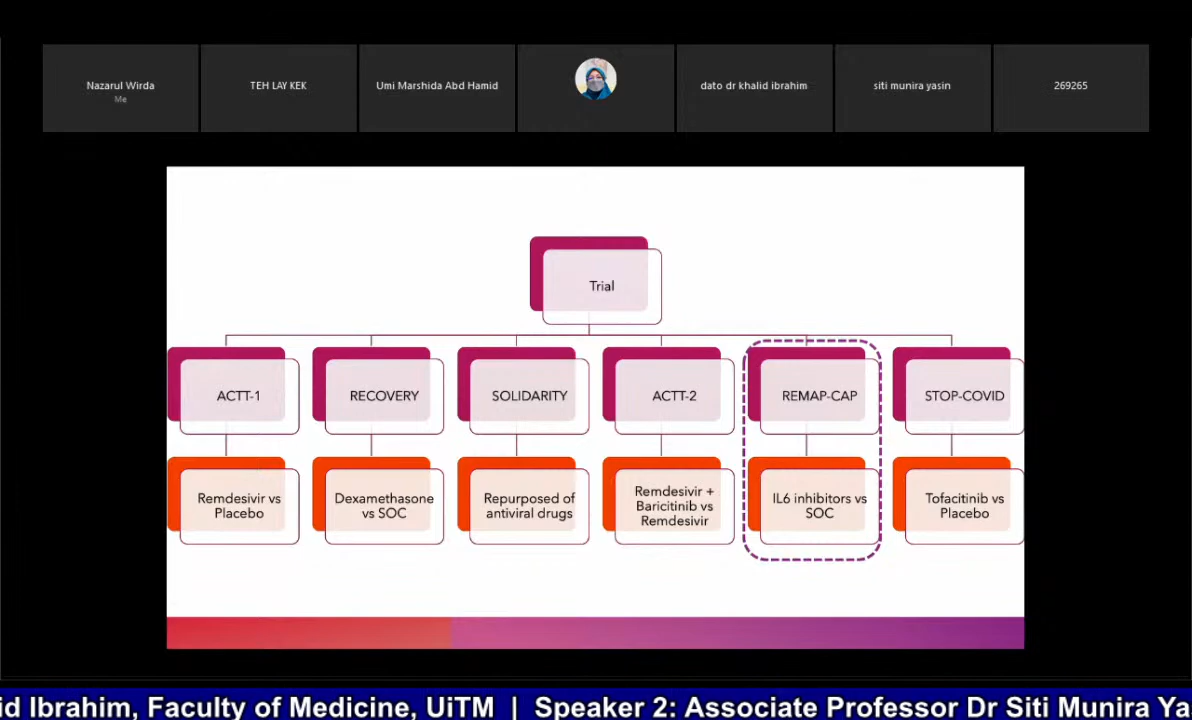 Nazarul Wirda
Me
TEH LAY KEK
Umi Marshida Abd Hamid
dato dr khalid ibrahim
siti munira yasin
269265
Trial
ACTT-1
RECOVERY
SOLIDARITY
ACTT-2
REMAP-CAP
STOP-COVID
Remdesivir vs
Placebo
Dexamethasone
vs SOC
Repurposed of
antiviral drugs
Remdesivir +
Baricitinib vs
Remdesivir
IL6 inhibitors vs
SOC
Tofacitinib vs
Placebo
id Ibrahim, Faculty of Medicine, UiTM | Speaker 2: Associate Professor Dr Siti Munira Ya